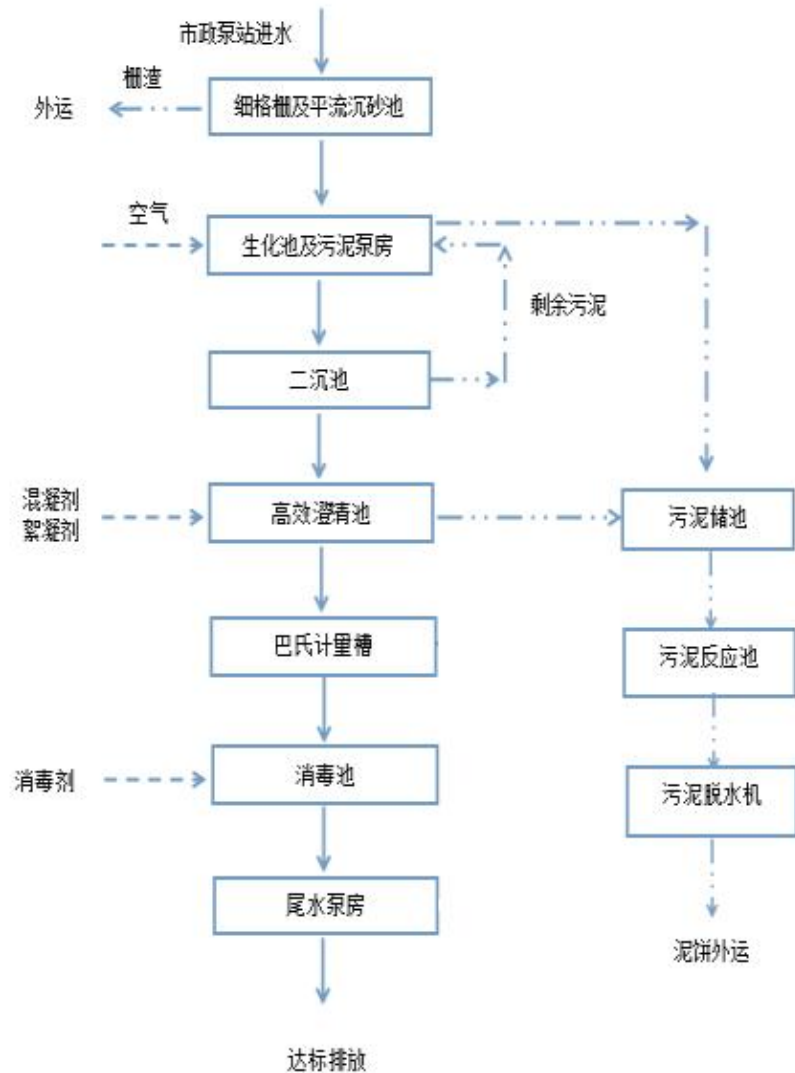 市政泵站进水
栅渣
外运
细格栅及平流沉砂池
空气
生化池及污泥泵房
剩余污泥
二沉池
混凝剂
絮凝剂
高效澄清池
污泥储池
巴氏计量槽
污泥反应池
消毒剂
消毒池
污泥脱水机
尾水泵房
泥饼外运
达标排放